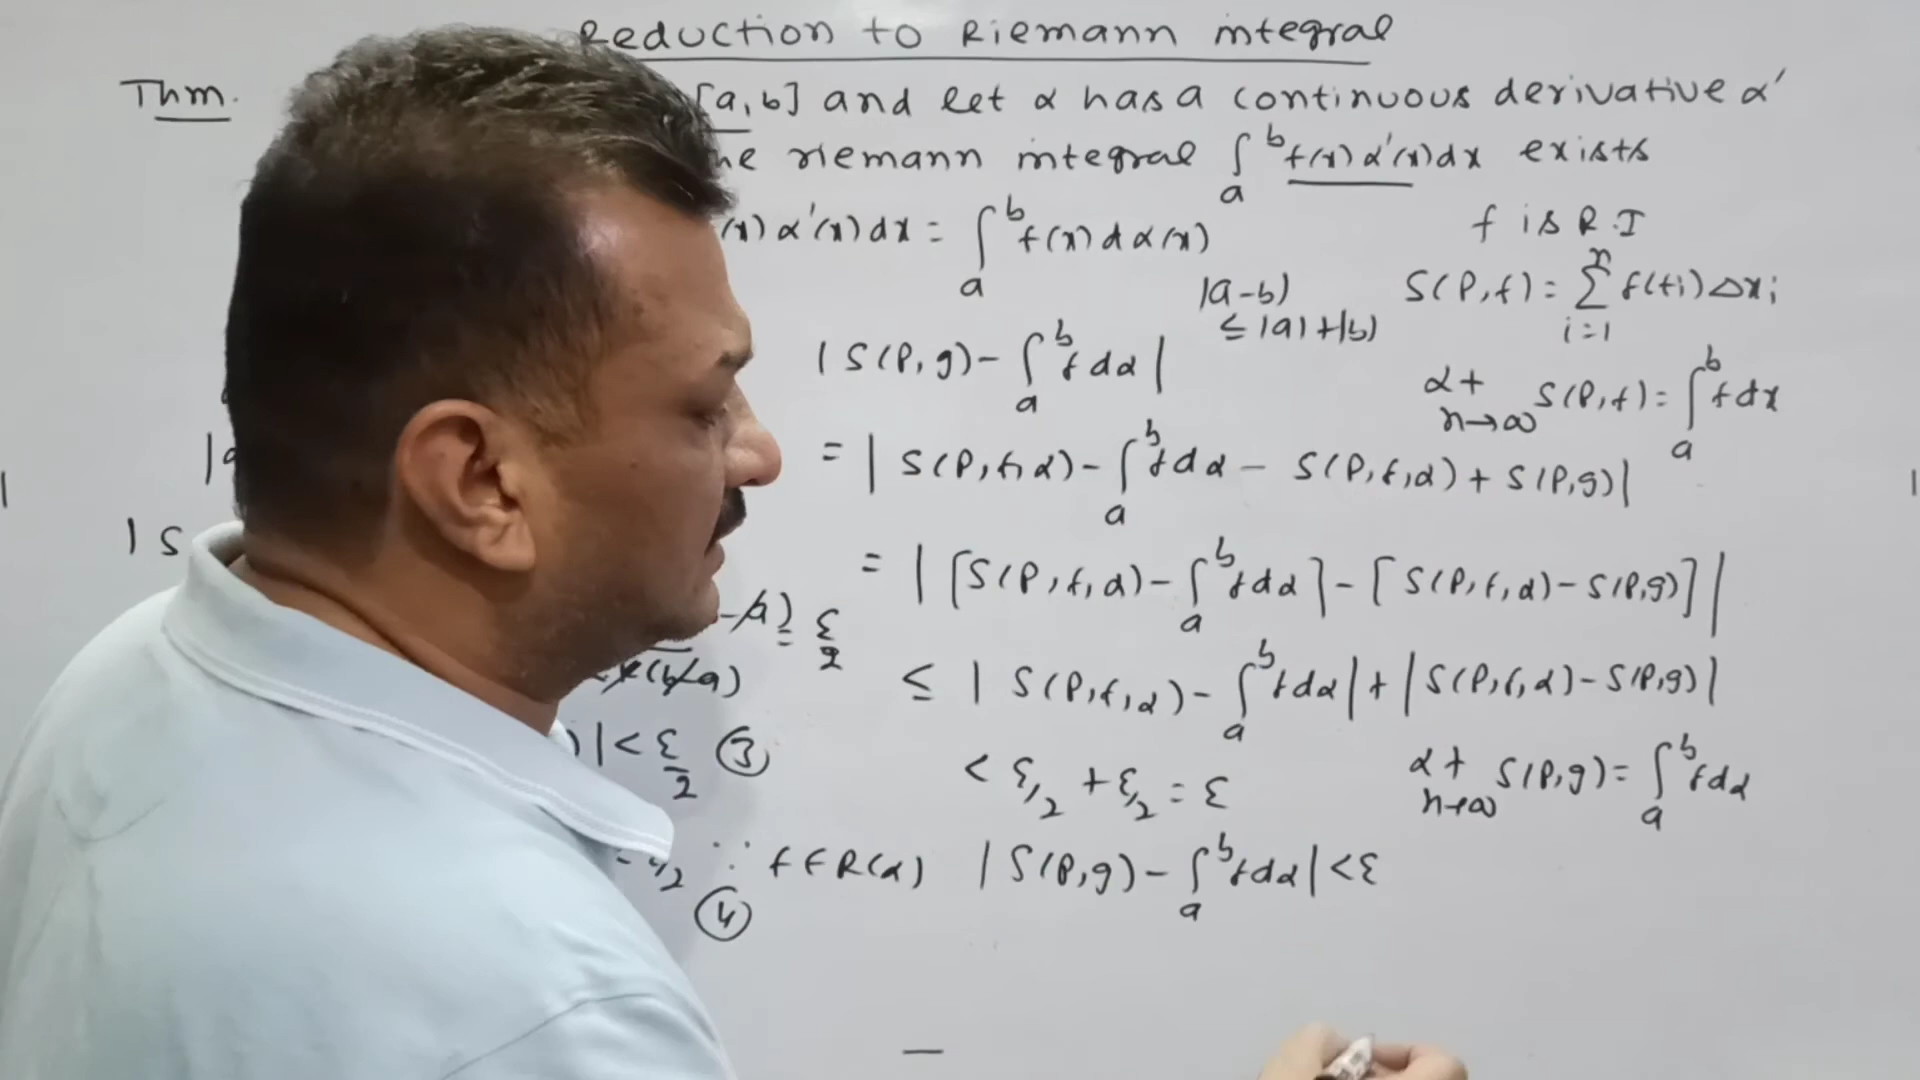 Reduction to Riemann integral
Thm. [a,b] and let α has a continuous derivative α'
riemann integral ∫_a^b f(x) α'(x)dx exists
α'(x)dx = ∫_a^b f(x)dα(x)
f is R.I
|a-b|
≤ |a|+|b|
S(P,f) = Σ_{i=1}^n f(ti)Δxi
|S(P,g) - ∫_a^b f dα|
lt_{n→∞} S(P,f) = ∫_a^b f dx
= |S(P,f,α) - ∫_a^b f dα - S(P,f,α) + S(P,g)|
| S
= |[S(P,f,α) - ∫_a^b f dα] - [S(P,f,α) - S(P,g)]|
= ε/2
(b-a)
≤ |S(P,f,α) - ∫_a^b f dα| + |S(P,f,α) - S(P,g)|
| < ε/2 ③
< ε/2 + ε/2 = ε
lt_{n→∞} S(P,g) = ∫_a^b f dα
∵ f∈R(α) |S(P,g) - ∫_a^b f dα| < ε
④